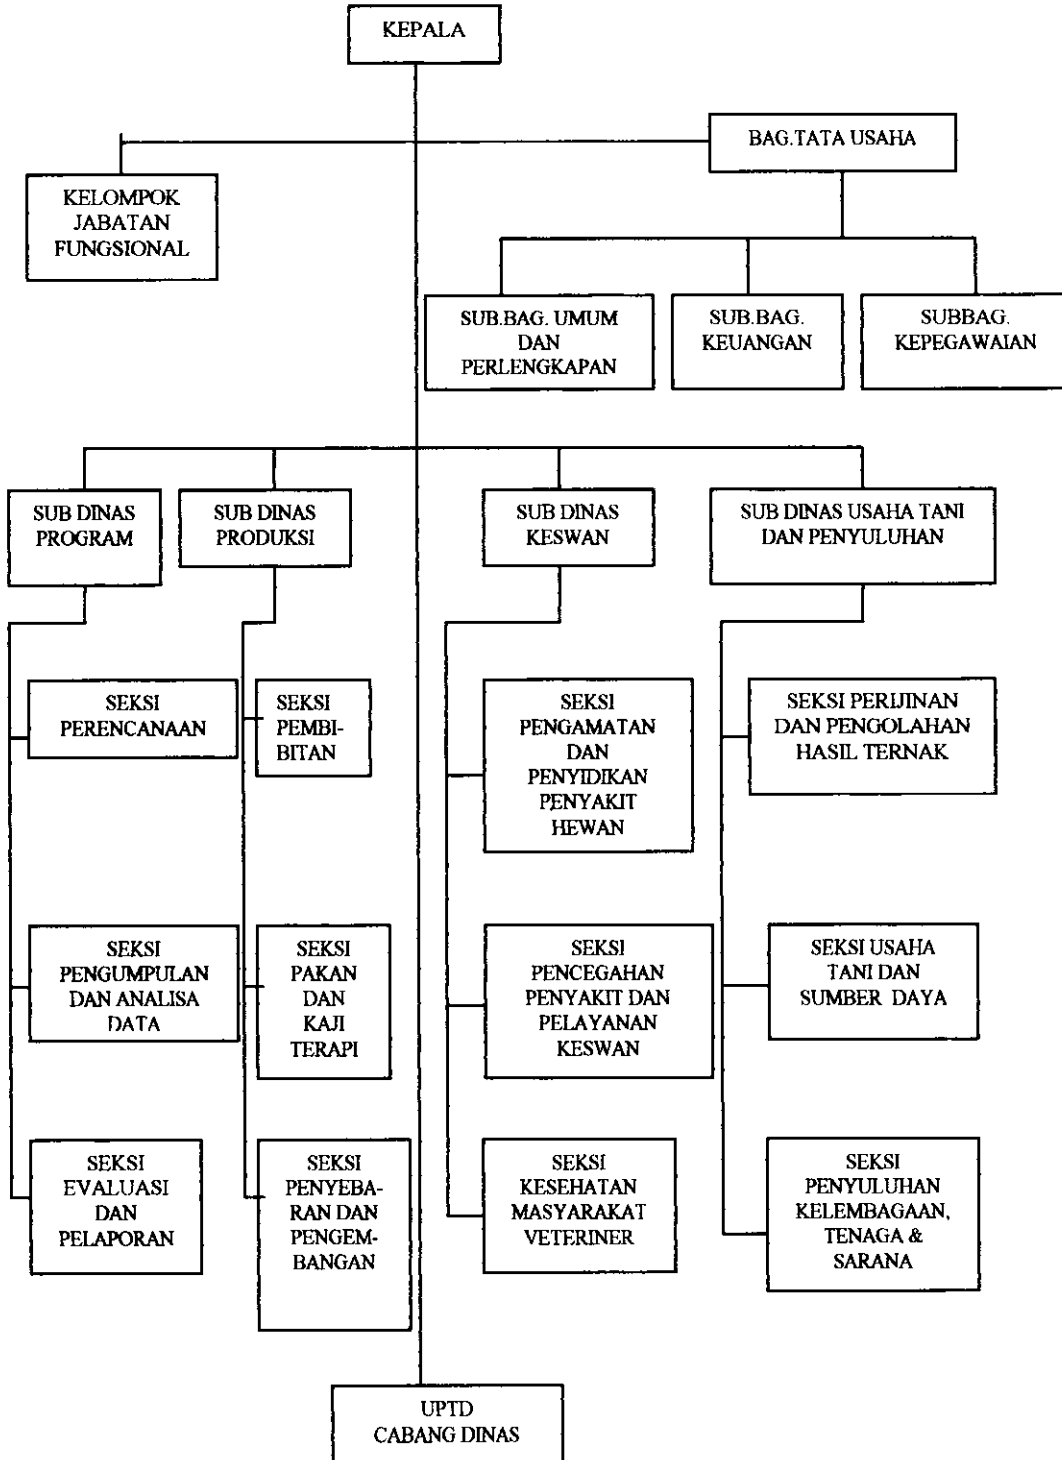 KEPALA
BAG.TATA USAHA
KELOMPOK
JABATAN
FUNGSIONAL
SUB.BAG. UMUM
DAN
PERLENGKAPAN
SUB.BAG.
KEUANGAN
SUBBAG.
KEPEGAWAIAN
SUB DINAS
PROGRAM
SUB DINAS
PRODUKSI
SUB DINAS
KESWAN
SUB DINAS USAHA TANI
DAN PENYULUHAN
SEKSI
PERENCANAAN
SEKSI
PEMBI-
BITAN
SEKSI
PENGAMATAN
DAN
PENYIDIKAN
PENYAKIT
HEWAN
SEKSI PERIJINAN
DAN PENGOLAHAN
HASIL TERNAK
SEKSI
PENGUMPULAN
DAN ANALISA
DATA
SEKSI
PAKAN
DAN
KAJI
TERAPI
SEKSI
PENCEGAHAN
PENYAKIT DAN
PELAYANAN
KESWAN
SEKSI USAHA
TANI DAN
SUMBER DAYA
SEKSI
EVALUASI
DAN
PELAPORAN
SEKSI
PENYEBA-
RAN DAN
PENGEM-
BANGAN
SEKSI
KESEHATAN
MASYARAKAT
VETERINER
SEKSI
PENYULUHAN
KELEMBAGAAN,
TENAGA &
SARANA
UPTD
CABANG DINAS